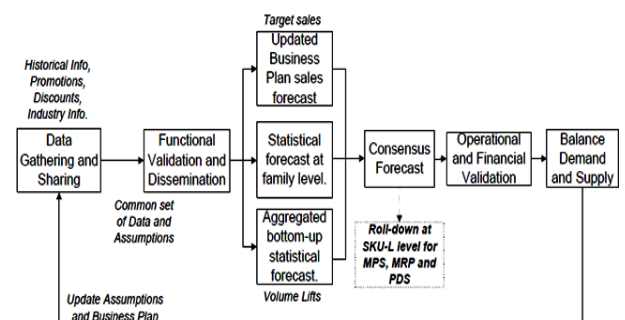 Target sales
Historical Info,
Promotions,
Discounts,
Industry Info.
Data
Gathering and
Sharing
Functional
Validation and
Dissemination
Common set
of Data and
Assumptions
Updated
Business
Plan sales
forecast
Statistical
forecast at
family level.
Aggregated
bottom-up
statistical
forecast.
Volume Lifts
Consensus
Forecast
Roll-down at
SKU-L level for
MPS, MRP and
PDS
Operational
and Financial
Validation
Balance
Demand
and Supply
Update Assumptions
and Business Plan